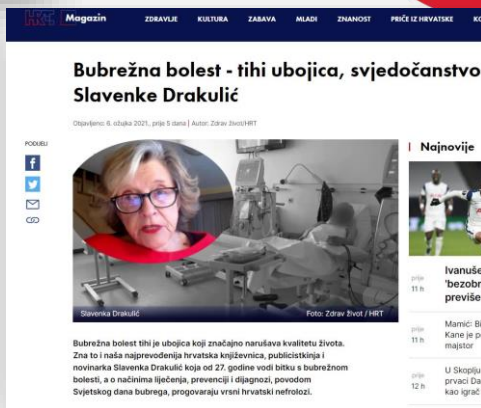 HRT Magazin
ZDRAVLJE KULTURA ZABAVA MLADI ZNANOST PRIČE IZ HRVATSKE
Bubrežna bolest - tihi ubojica, svjedočanstvo
Slavenke Drakulić
Objavljeno: 6. ožujka 2021., prije 5 dana | Autor: Zdrav život/HRT
PODIJELI
Slavenka Drakulić
Foto: Zdrav život / HRT
Bubrežna bolest tihi je ubojica koji značajno narušava kvalitetu života.
Zna to i naša najprevođenija hrvatska književnica, publicistkinja i
novinarka Slavenka Drakulić koja od 27. godine vodi bitku s bubrežnom
bolesti, a o načinima liječenja, prevenciji i dijagnozi, povodom
Svjetskog dana bubrega, progovaraju vrsni hrvatski nefrolozi.
Najnovije
prije
11 h
Ivanuše
'bezobr
previše
prije
11 h
Mamić: Bi
Kane je p
majstor
prije
12 h
U Skoplju
prvaci Da
kao igrač